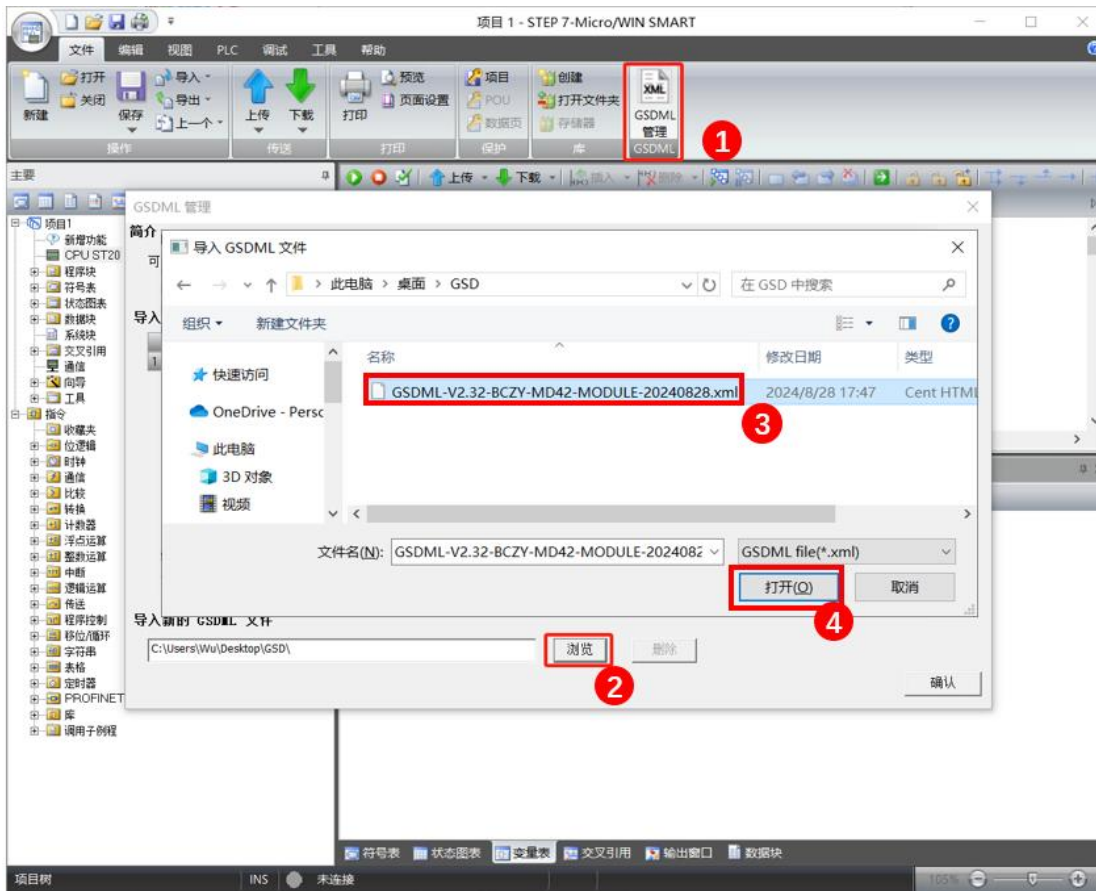 项目 1 - STEP 7-Micro/WIN SMART
文件 编辑 视图 PLC 调试 工具 帮助
新建
打开
关闭
保存
导入
导出
上一个
操作
上传
下载
传送
打印
预览
页面设置
打印
项目
POU
数据页
保护
创建
打开文件夹
存储器
库
XML
GSDML
管理
GSDML
1
主要
上传 下载 插入 删除
项目1
新增功能
CPU ST20
程序块
符号表
状态图表
数据块
系统块
交叉引用
通信
向导
工具
指令
收藏夹
位逻辑
时钟
通信
比较
转换
计数器
浮点运算
整数运算
中断
逻辑运算
传送
程序控制
移位/循环
字符串
表格
定时器
PROFINET
库
调用子例程
GSDML 管理
简介
可
导入
1
导入 GSDML 文件
此电脑 > 桌面 > GSD
在 GSD 中搜索
组织 新建文件夹
快速访问
OneDrive - Perso
此电脑
3D 对象
视频
名称 修改日期 类型
GSDML-V2.32-BCZY-MD42-MODULE-20240828.xml 2024/8/28 17:47 Cent HTML
3
文件名(N): GSDML-V2.32-BCZY-MD42-MODULE-2024082 GSDML file(*.xml)
打开(O) 取消
4
导入新的 GSDML 文件
C:\Users\Wu\Desktop\GSD\ 浏览 删除
2
确认
符号表 状态图表 变量表 交叉引用 输出窗口 数据块
项目树 INS 未连接 105%